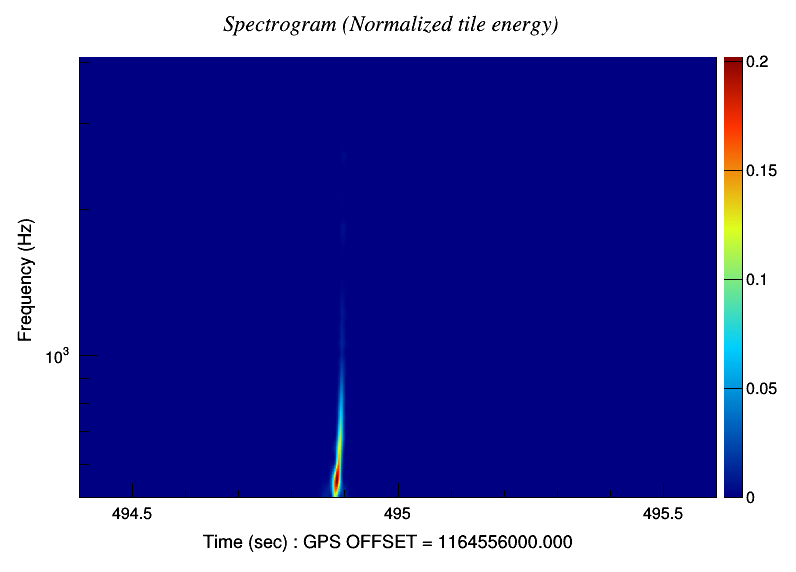 Spectrogram (Normalized tile energy)
0.2
0.15
0.1
0.05
0
Frequency (Hz)
10³
494.5 495 495.5
Time (sec) : GPS OFFSET = 1164556000.000